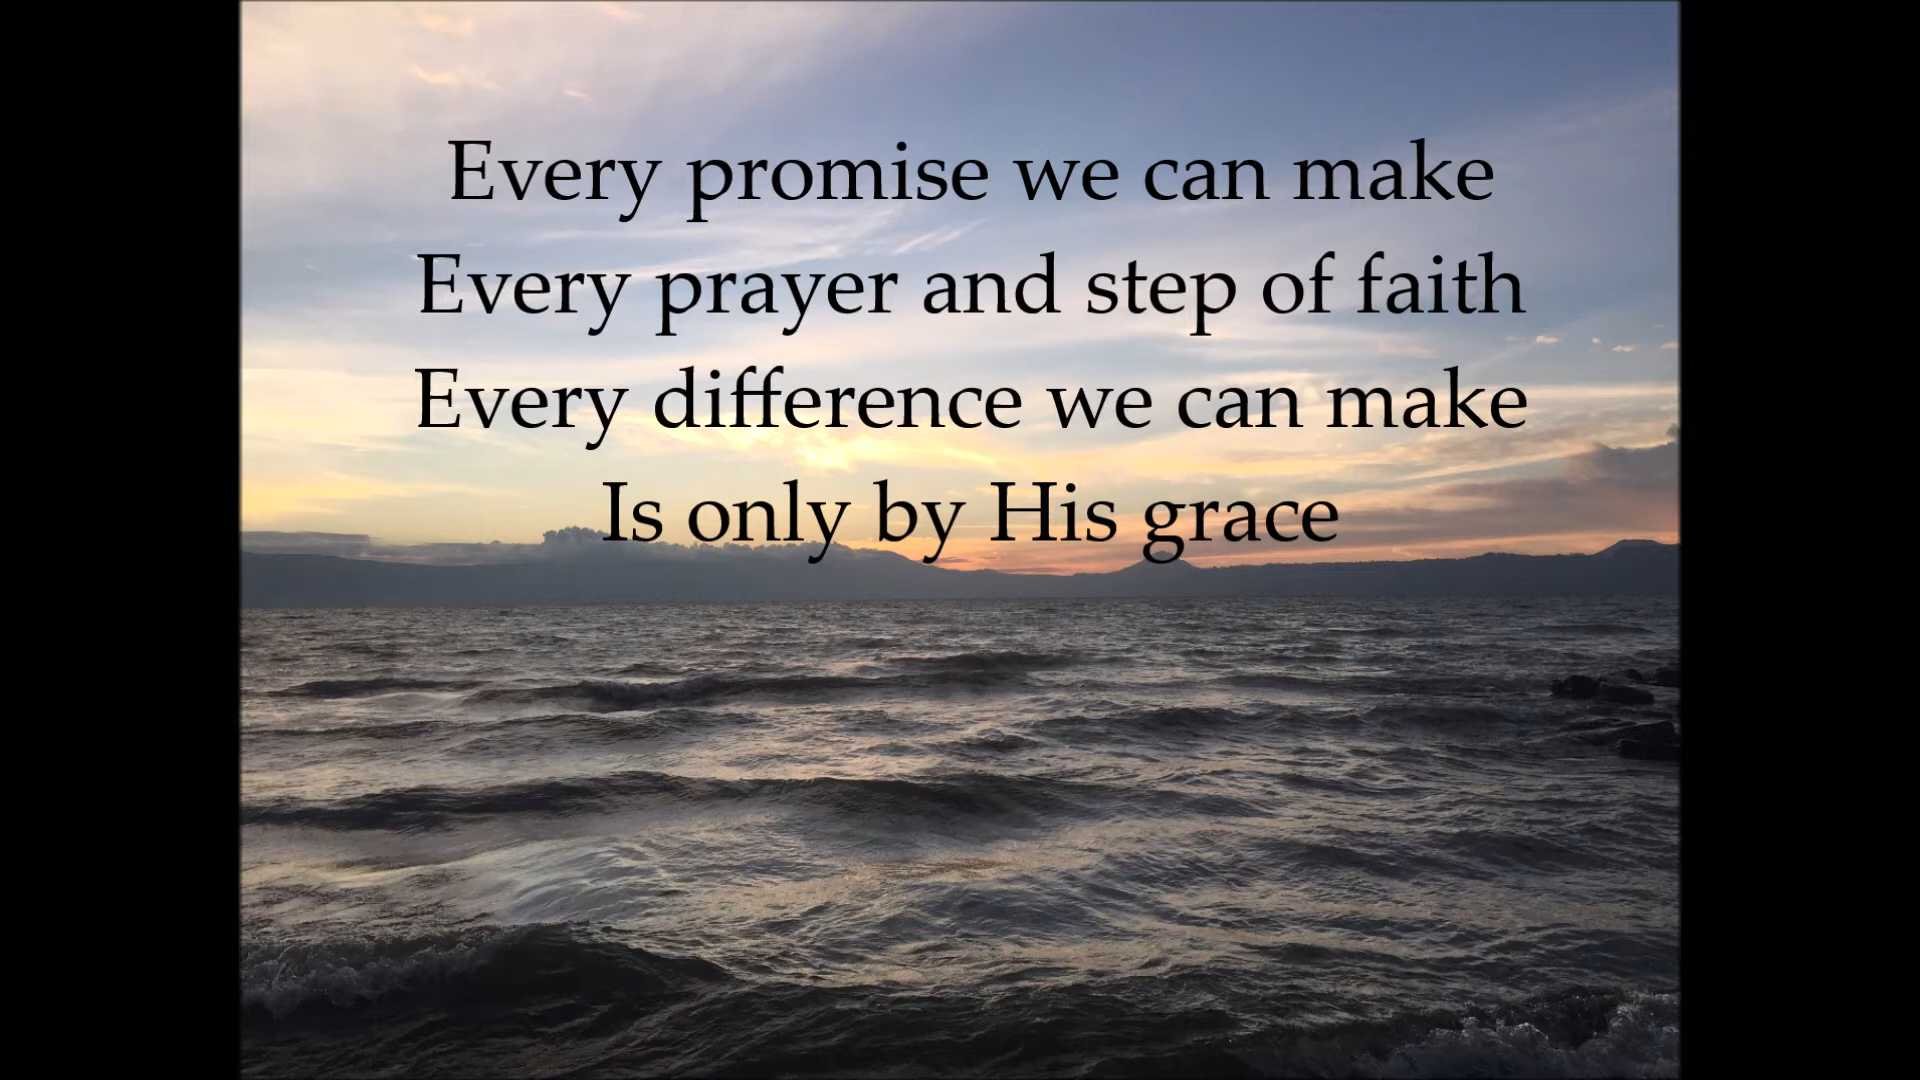 Every promise we can make
Every prayer and step of faith
Every difference we can make
Is only by His grace